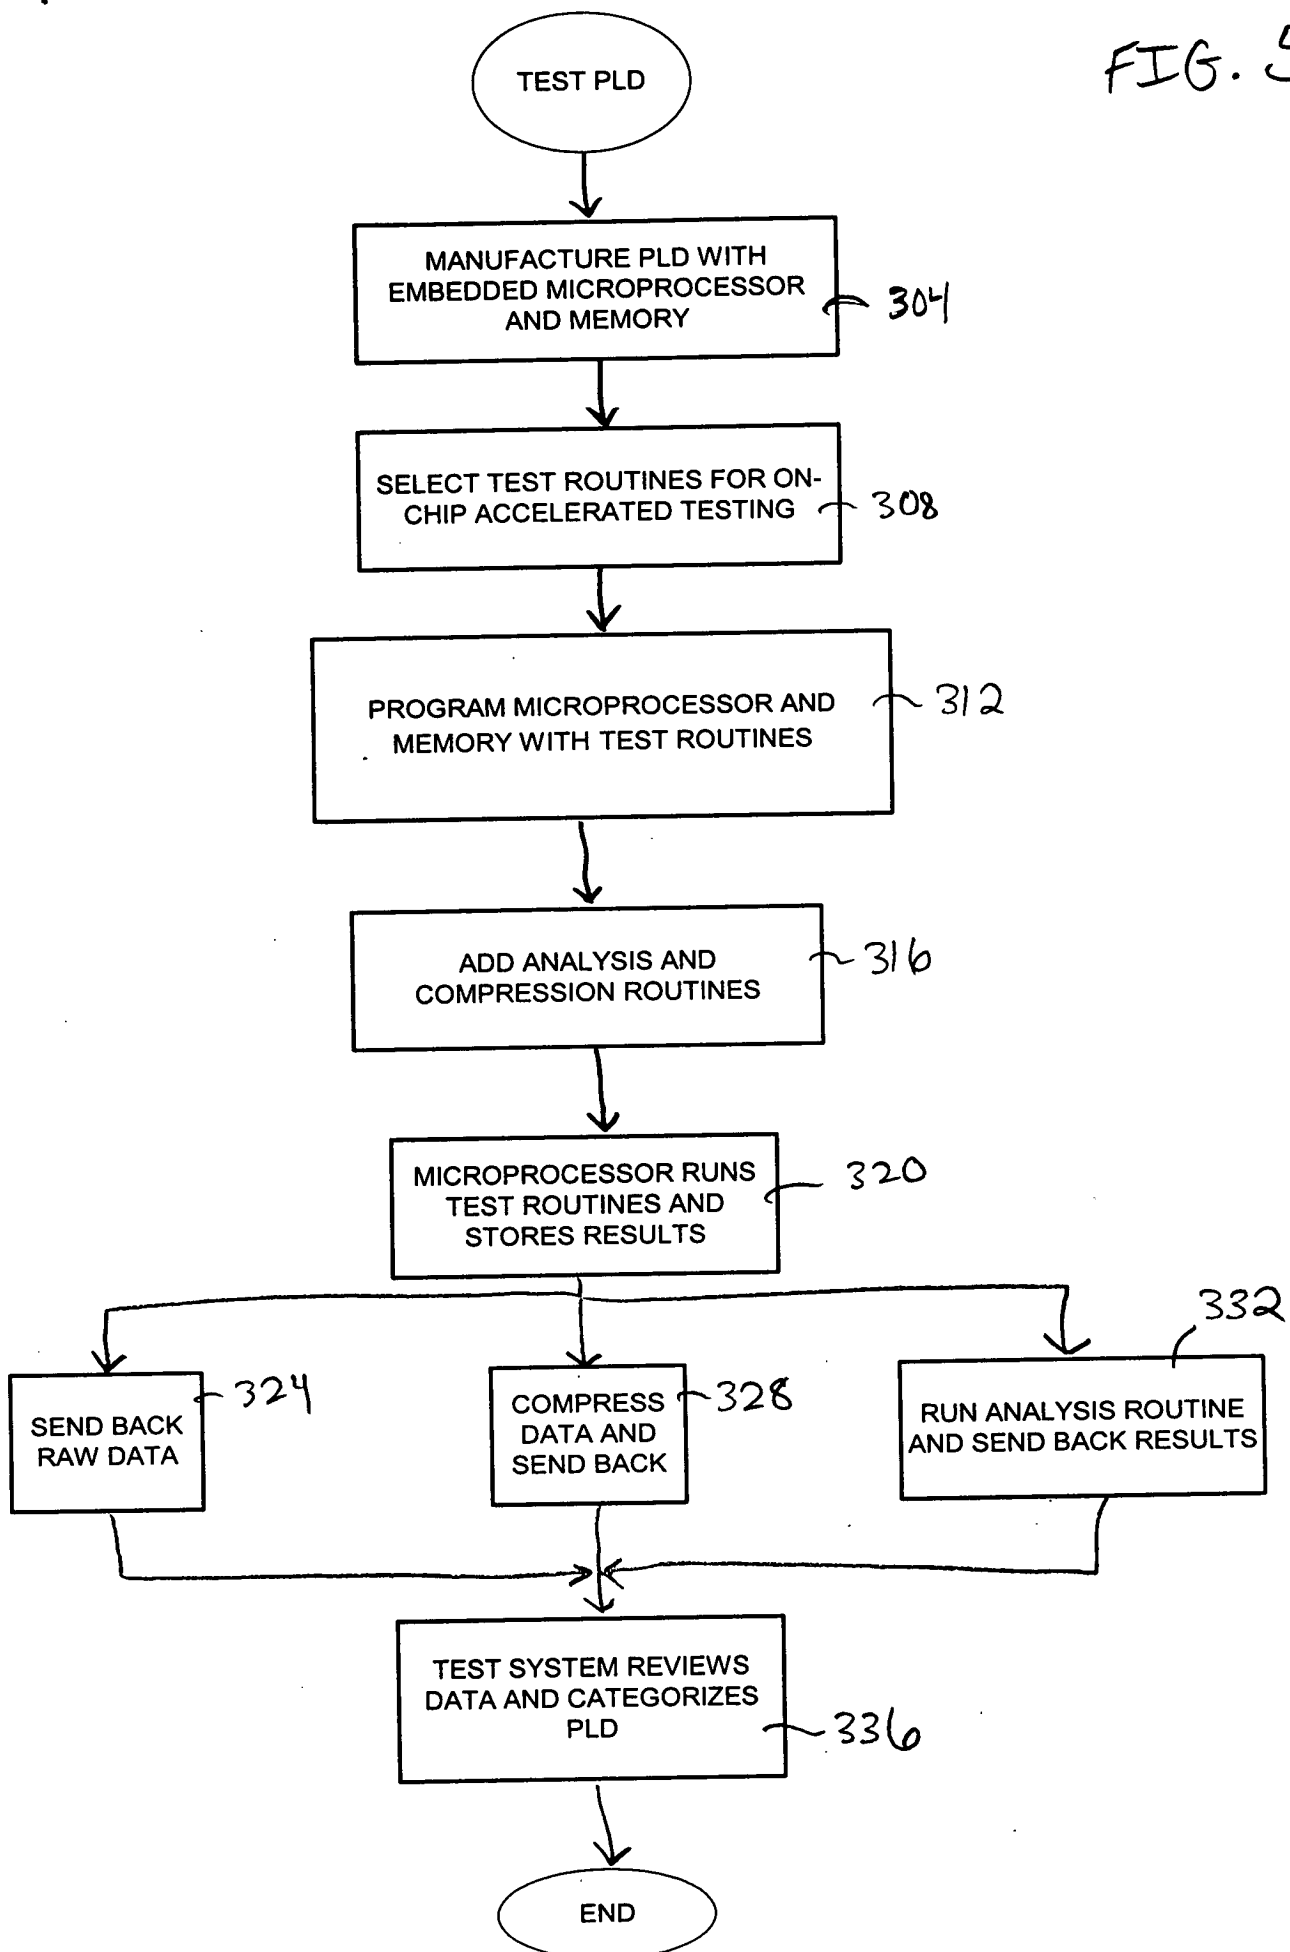 FIG. 5
TEST PLD
MANUFACTURE PLD WITH
EMBEDDED MICROPROCESSOR
AND MEMORY
304
SELECT TEST ROUTINES FOR ON-
CHIP ACCELERATED TESTING
308
PROGRAM MICROPROCESSOR AND
MEMORY WITH TEST ROUTINES
312
ADD ANALYSIS AND
COMPRESSION ROUTINES
316
MICROPROCESSOR RUNS
TEST ROUTINES AND
STORES RESULTS
320
SEND BACK
RAW DATA
324
COMPRESS
DATA AND
SEND BACK
328
RUN ANALYSIS ROUTINE
AND SEND BACK RESULTS
332
TEST SYSTEM REVIEWS
DATA AND CATEGORIZES
PLD
336
END